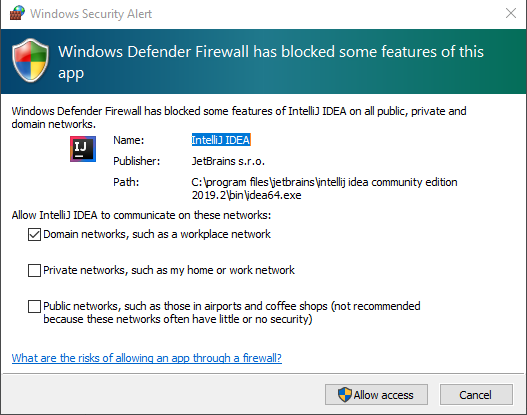 Windows Security Alert
Windows Defender Firewall has blocked some features of this
app
Windows Defender Firewall has blocked some features of IntelliJ IDEA on all public, private and
domain networks.
IJ
Name: IntelliJ IDEA
Publisher: JetBrains s.r.o.
Path: C:\program files\jetbrains\intellij idea community edition
2019.2\bin\idea64.exe
Allow IntelliJ IDEA to communicate on these networks:
Domain networks, such as a workplace network
Private networks, such as my home or work network
Public networks, such as those in airports and coffee shops (not recommended
because these networks often have little or no security)
What are the risks of allowing an app through a firewall?
Allow access Cancel